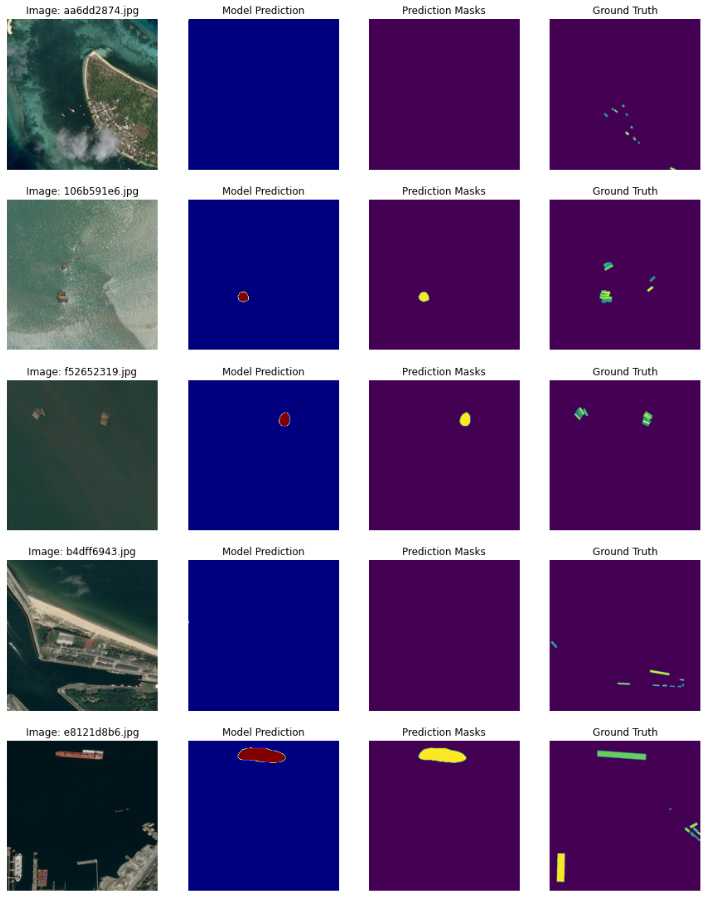 Image: aa6dd2874.jpg Model Prediction Prediction Masks Ground Truth
Image: 106b591e6.jpg Model Prediction Prediction Masks Ground Truth
Image: f52652319.jpg Model Prediction Prediction Masks Ground Truth
Image: b4dff6943.jpg Model Prediction Prediction Masks Ground Truth
Image: e8121d8b6.jpg Model Prediction Prediction Masks Ground Truth